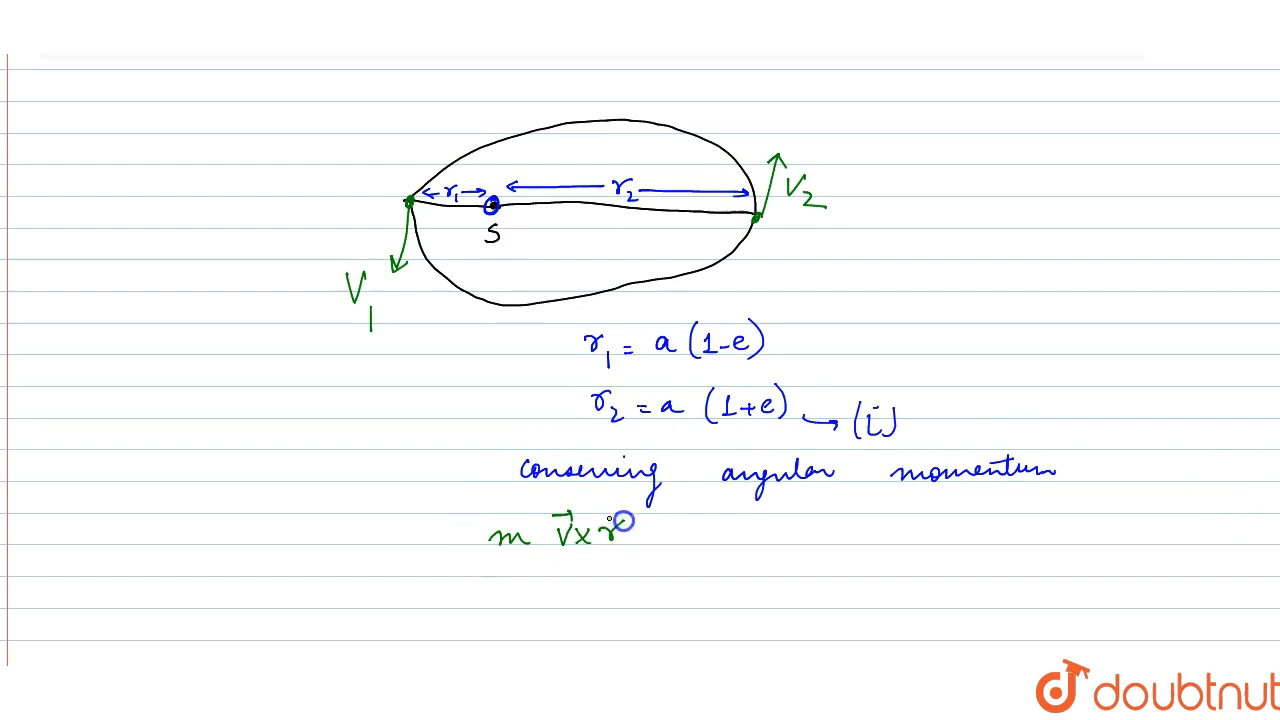 r₁ r₂
V₂
S
V₁
r₁ = a (1-e)
r₂ = a (1+e) → (i)
conserving angular momentum
m V⃗ × r
doubtnut